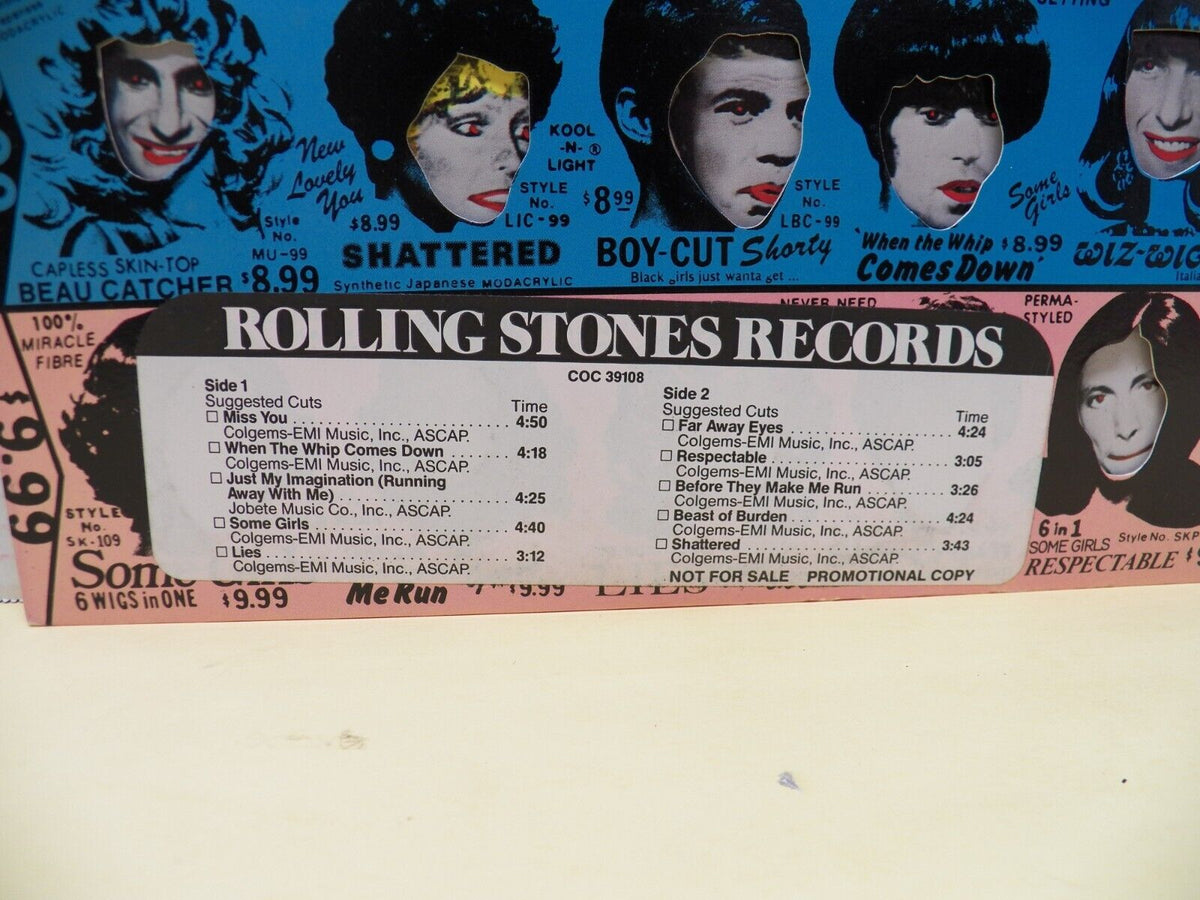 MODACRYLIC
New
Lovely
You
Style
No.
MU-99
CAPLESS SKIN-TOP
BEAU CATCHER $8.99
$8.99
KOOL
-N- ®
LIGHT
STYLE
No.
LIC-99
SHATTERED
Synthetic Japanese MODACRYLIC
$8.99
STYLE
No.
LBC-99
BOY-CUT Shorty
Black girls just wanta get ...
Some
Girls
'When the Whip $8.99
Comes Down'
WIZ-WIG
100%
MIRACLE
FIBRE
9.99
STYLE
No.
SK-109
Some Girls
6 WIGS in ONE $9.99
NEVER NEED
Me Run
$9.99
LIES
PERMA-
STYLED
6 in 1
SOME GIRLS Style No. SKP
RESPECTABLE $
ROLLING STONES RECORDS
COC 39108
Side 1
Suggested Cuts Time
☐ Miss You ........................ 4:50
Colgems-EMI Music, Inc., ASCAP.
☐ When The Whip Comes Down ........ 4:18
Colgems-EMI Music, Inc., ASCAP.
☐ Just My Imagination (Running
Away With Me) ..................... 4:25
Jobete Music Co., Inc., ASCAP.
☐ Some Girls ...................... 4:40
Colgems-EMI Music, Inc., ASCAP.
☐ Lies ............................ 3:12
Colgems-EMI Music, Inc., ASCAP.
Side 2
Suggested Cuts Time
☐ Far Away Eyes ................... 4:24
Colgems-EMI Music, Inc., ASCAP.
☐ Respectable ..................... 3:05
Colgems-EMI Music, Inc., ASCAP.
☐ Before They Make Me Run ......... 3:26
Colgems-EMI Music, Inc., ASCAP.
☐ Beast of Burden ................. 4:24
Colgems-EMI Music, Inc., ASCAP.
☐ Shattered ....................... 3:43
Colgems-EMI Music, Inc., ASCAP.
NOT FOR SALE PROMOTIONAL COPY